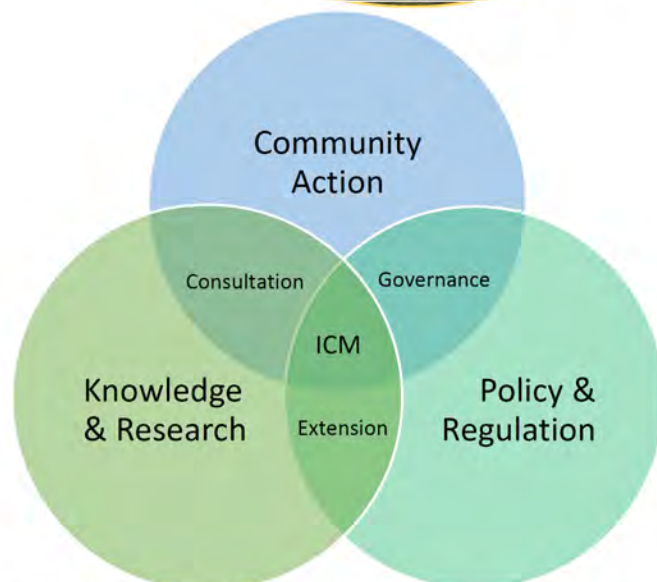 Community
Action
Consultation
Governance
ICM
Knowledge
& Research
Policy &
Regulation
Extension